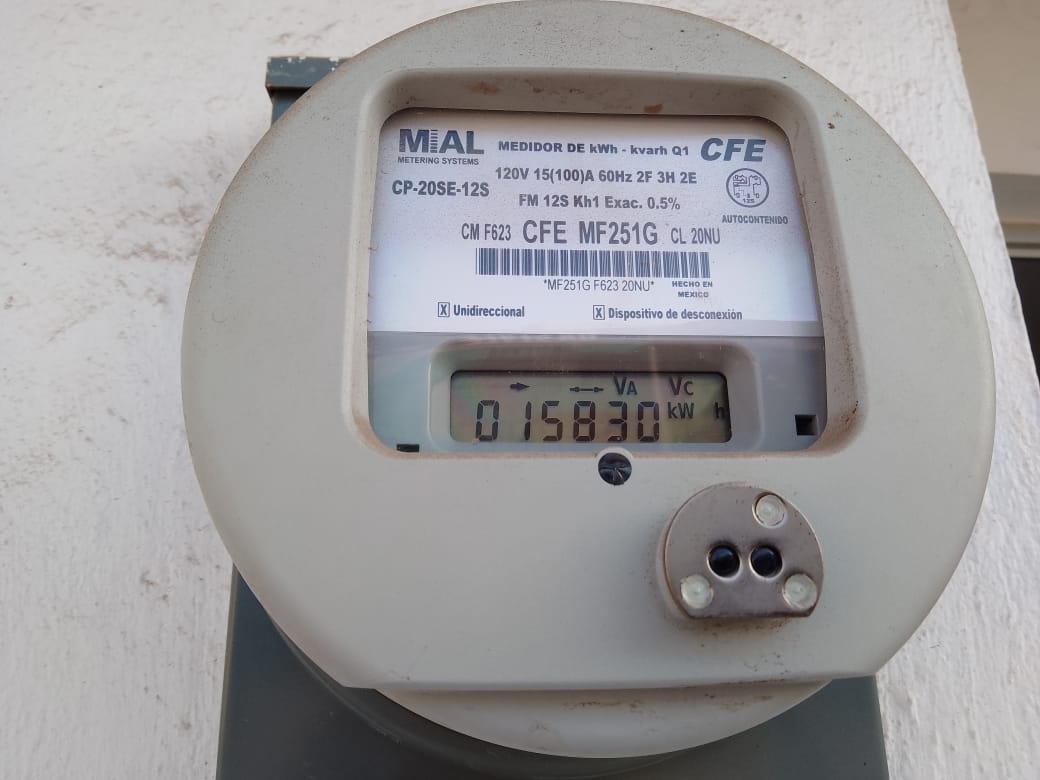 MIAL
METERING SYSTEMS
MEDIDOR DE kWh - kvarh Q1
CFE
120V 15(100)A 60Hz 2F 3H 2E
CP-20SE-12S
FM 12S Kh1 Exac. 0.5%
12S
AUTOCONTENIDO
CM F623 CFE MF251G CL 20NU
*MF251G F623 20NU*
HECHO EN
MEXICO
X Unidireccional
X Dispositivo de desconexión
VA VC
015830 kW h